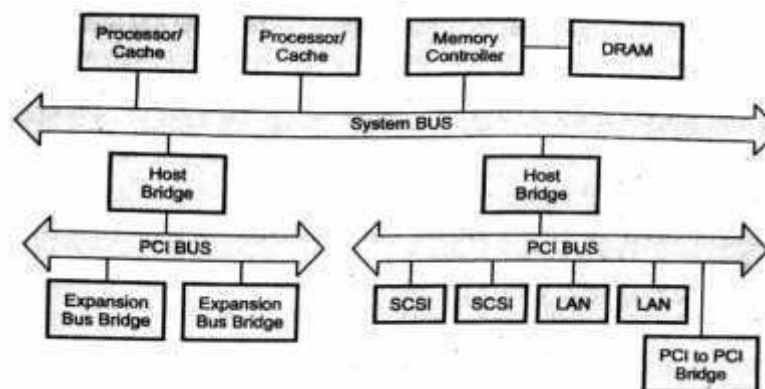 Processor/
Cache
Processor/
Cache
Memory
Controller
DRAM
System BUS
Host
Bridge
Host
Bridge
PCI BUS
PCI BUS
Expansion
Bus Bridge
Expansion
Bus Bridge
SCSI
SCSI
LAN
LAN
PCI to PCI
Bridge